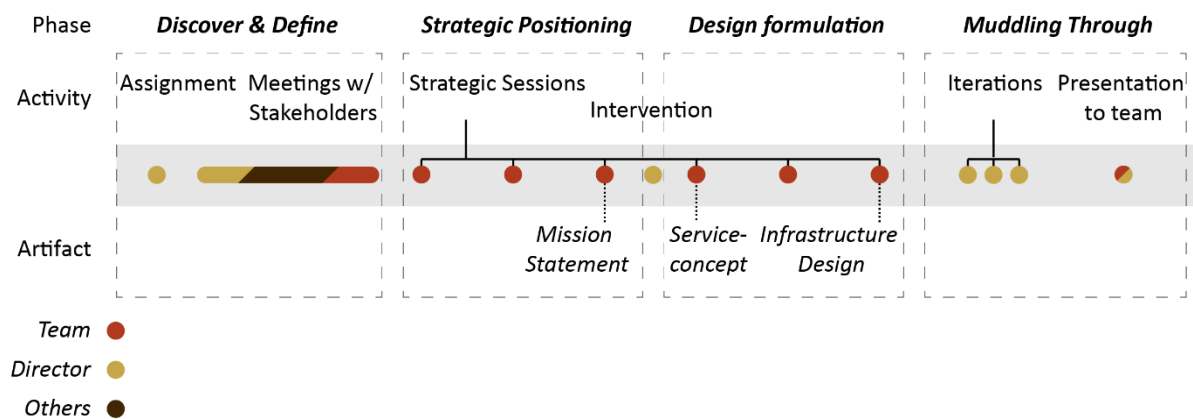 Phase
Discover & Define
Strategic Positioning
Design formulation
Muddling Through
Activity
Assignment
Meetings w/
Stakeholders
Strategic Sessions
Intervention
Iterations
Presentation
to team
Artifact
Mission
Statement
Service-
concept
Infrastructure
Design
Team
Director
Others